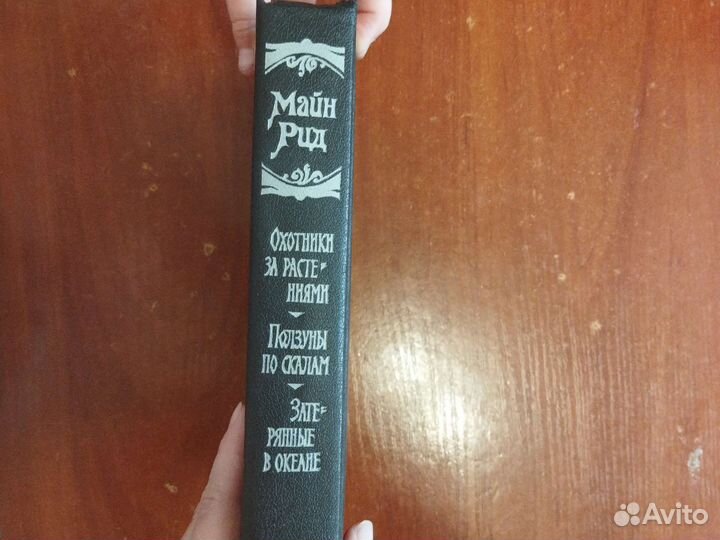 Майн
Рид
Охотники
за расте-
ниями
Ползуны
по скалам
Зате-
рянные
в океане
Avito